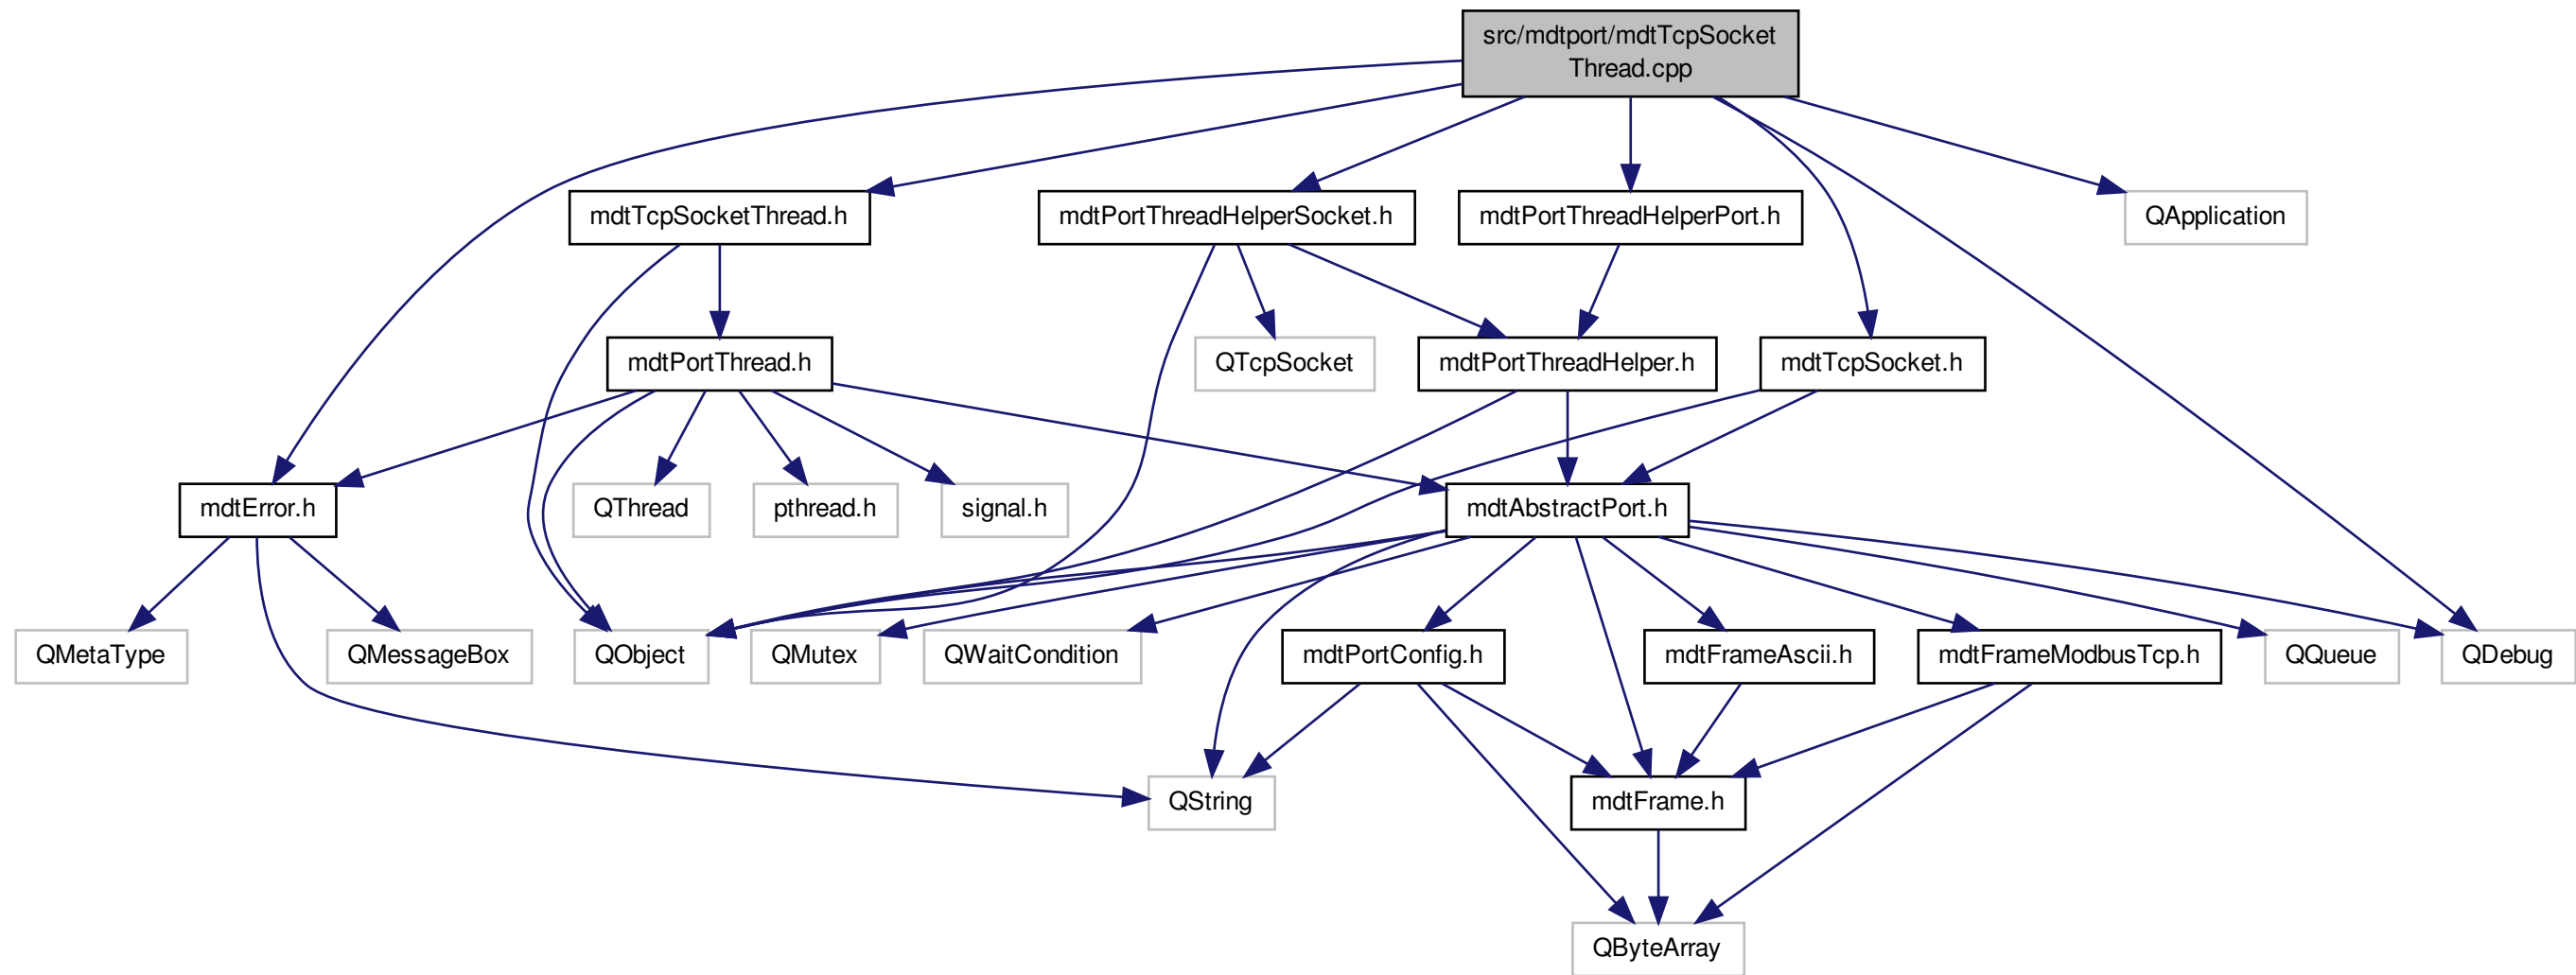 src/mdtport/mdtTcpSocket
Thread.cpp
mdtTcpSocketThread.h
mdtPortThreadHelperSocket.h
mdtPortThreadHelperPort.h
QApplication
mdtPortThread.h
QTcpSocket
mdtPortThreadHelper.h
mdtTcpSocket.h
mdtError.h
QThread
pthread.h
signal.h
mdtAbstractPort.h
QMetaType
QMessageBox
QObject
QMutex
QWaitCondition
mdtPortConfig.h
mdtFrameAscii.h
mdtFrameModbusTcp.h
QQueue
QDebug
QString
mdtFrame.h
QByteArray